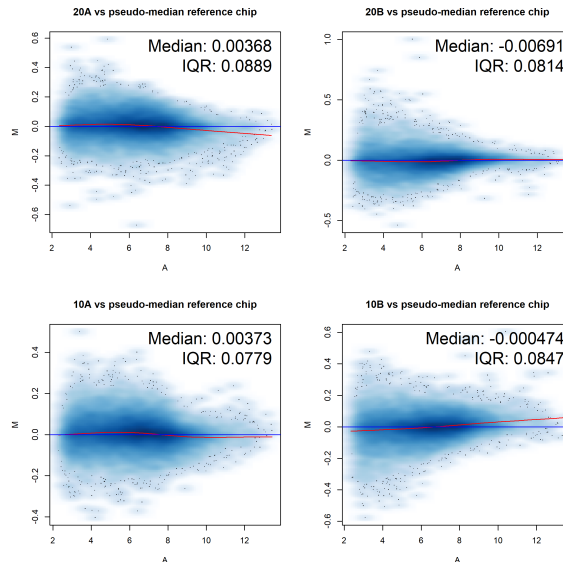 20A vs pseudo-median reference chip
Median: 0.00368
IQR: 0.0889
0.6
0.4
0.2
0.0
-0.2
-0.4
-0.6
M
2 4 6 8 10 12
A
20B vs pseudo-median reference chip
Median: -0.00691
IQR: 0.0814
1.0
0.5
0.0
-0.5
M
2 4 6 8 10 12
A
10A vs pseudo-median reference chip
Median: 0.00373
IQR: 0.0779
0.4
0.2
0.0
-0.2
-0.4
M
2 4 6 8 10 12
A
10B vs pseudo-median reference chip
Median: -0.000474
IQR: 0.0847
0.6
0.4
0.2
0.0
-0.2
-0.4
-0.6
M
2 4 6 8 10 12
A